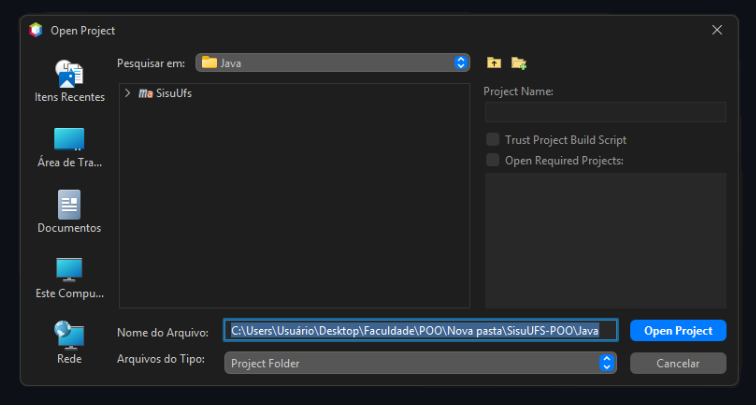 Open Project
Pesquisar em:
Java
Itens Recentes
ma SisuUfs
Project Name:
Trust Project Build Script
Open Required Projects:
Área de Tra...
Documentos
Este Compu...
Rede
Nome do Arquivo:
C:\Users\Usuário\Desktop\Faculdade\POO\Nova pasta\SisuUFS-POO\Java
Open Project
Arquivos do Tipo:
Project Folder
Cancelar